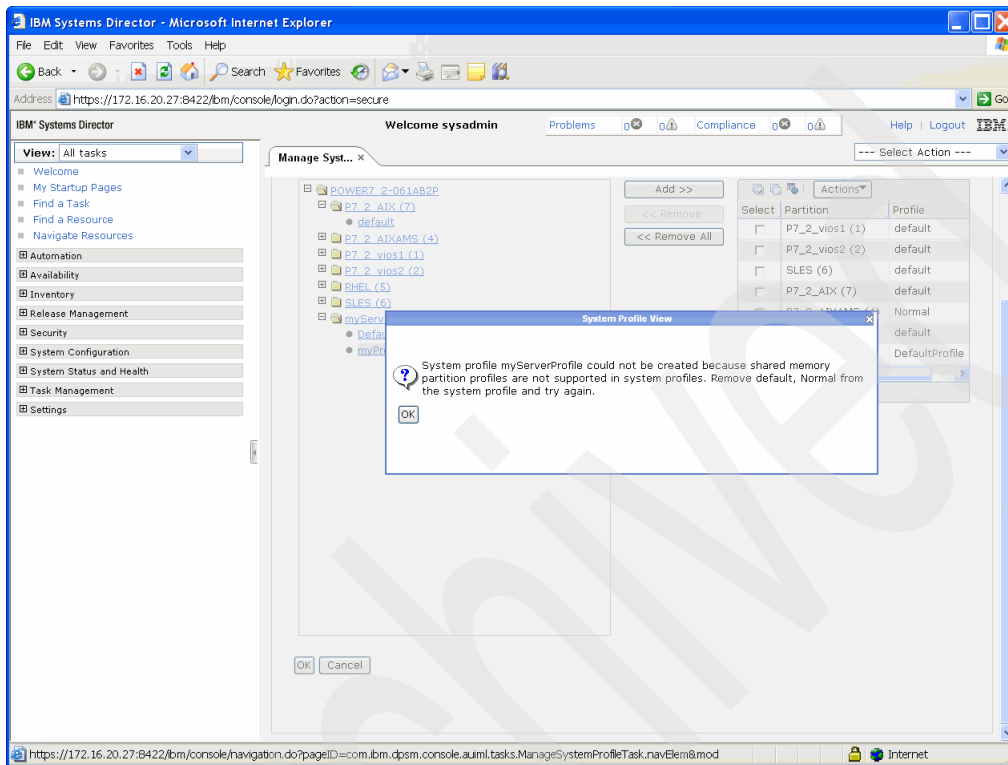 IBM Systems Director - Microsoft Internet Explorer
File Edit View Favorites Tools Help
Back Search Favorites
Address https://172.16.20.27:8422/ibm/console/login.do?action=secure Go
IBM® Systems Director Welcome sysadmin Problems 0 0 Compliance 0 0 Help | Logout IBM.
View: All tasks
Manage Syst... × --- Select Action ---
Welcome
My Startup Pages
Find a Task
Find a Resource
Navigate Resources
Automation
Availability
Inventory
Release Management
Security
System Configuration
System Status and Health
Task Management
Settings
POWER7_2-061AB2P
P7_2_AIX (7)
default
P7_2_AIXAMS (4)
P7_2_vios1 (1)
P7_2_vios2 (2)
RHEL (5)
SLES (6)
myServ
Defau
myPr
Add >>
<< Remove
<< Remove All
Actions
Select Partition Profile
P7_2_vios1 (1) default
P7_2_vios2 (2) default
SLES (6) default
P7_2_AIX (7) default
P7_2_AIXAMS (4) Normal
default
DefaultProfile
System Profile View
System profile myServerProfile could not be created because shared memory
partition profiles are not supported in system profiles. Remove default, Normal from
the system profile and try again.
OK
OK Cancel
https://172.16.20.27:8422/ibm/console/navigation.do?pageID=com.ibm.dpsm.console.auiml.tasks.ManageSystemProfileTask.navElem&mod Internet